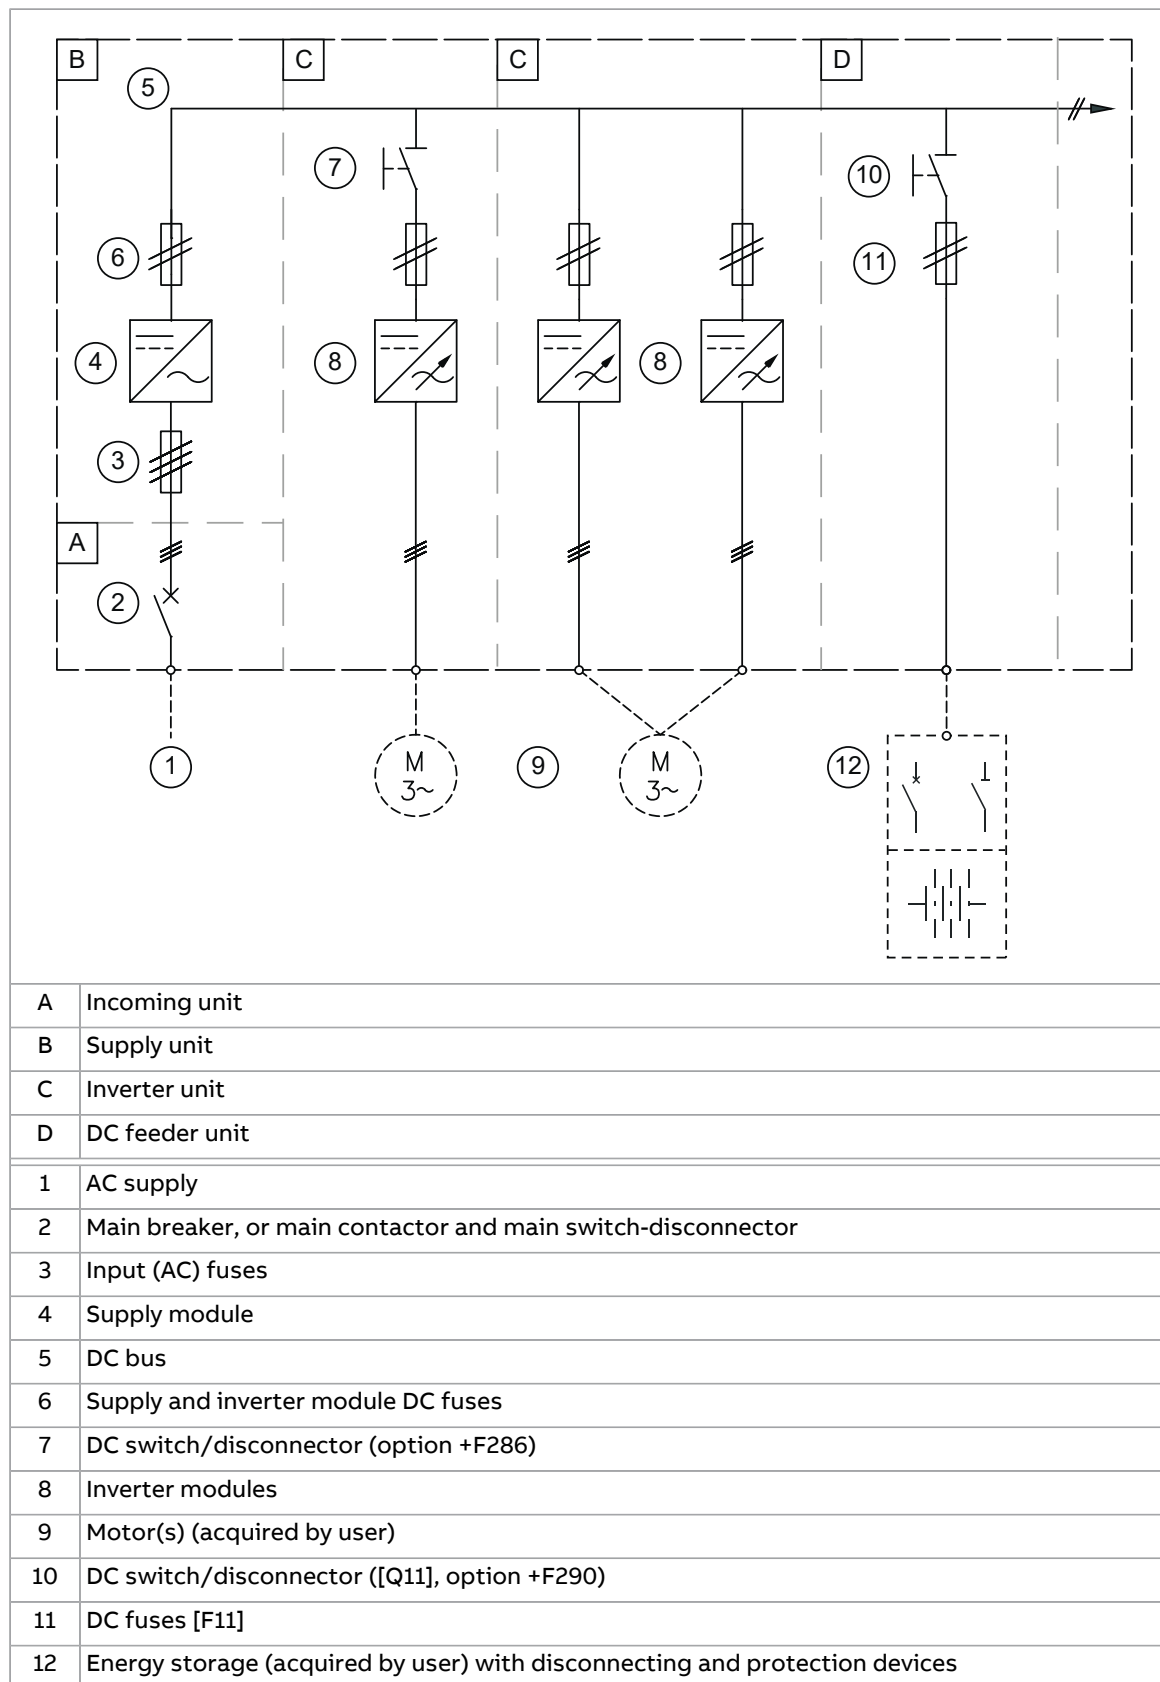 B
C
C
D
5
7
10
6
11
4
8
8
3
A
2
1
M
3~
9
M
3~
12
A Incoming unit
B Supply unit
C Inverter unit
D DC feeder unit
1 AC supply
2 Main breaker, or main contactor and main switch-disconnector
3 Input (AC) fuses
4 Supply module
5 DC bus
6 Supply and inverter module DC fuses
7 DC switch/disconnector (option +F286)
8 Inverter modules
9 Motor(s) (acquired by user)
10 DC switch/disconnector ([Q11], option +F290)
11 DC fuses [F11]
12 Energy storage (acquired by user) with disconnecting and protection devices